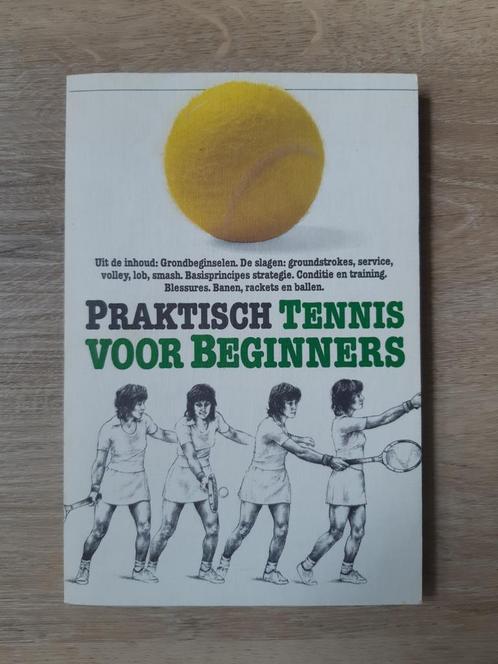 Uit de inhoud: Grondbeginselen. De slagen: groundstrokes, service,
volley, lob, smash. Basisprincipes strategie. Conditie en training.
Blessures. Banen, rackets en ballen.
PRAKTISCH TENNIS
VOOR BEGINNERS